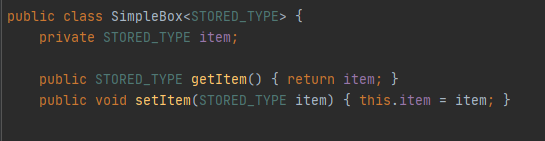 public class SimpleBox<STORED_TYPE> {
    private STORED_TYPE item;

    public STORED_TYPE getItem() { return item; }
    public void setItem(STORED_TYPE item) { this.item = item; }